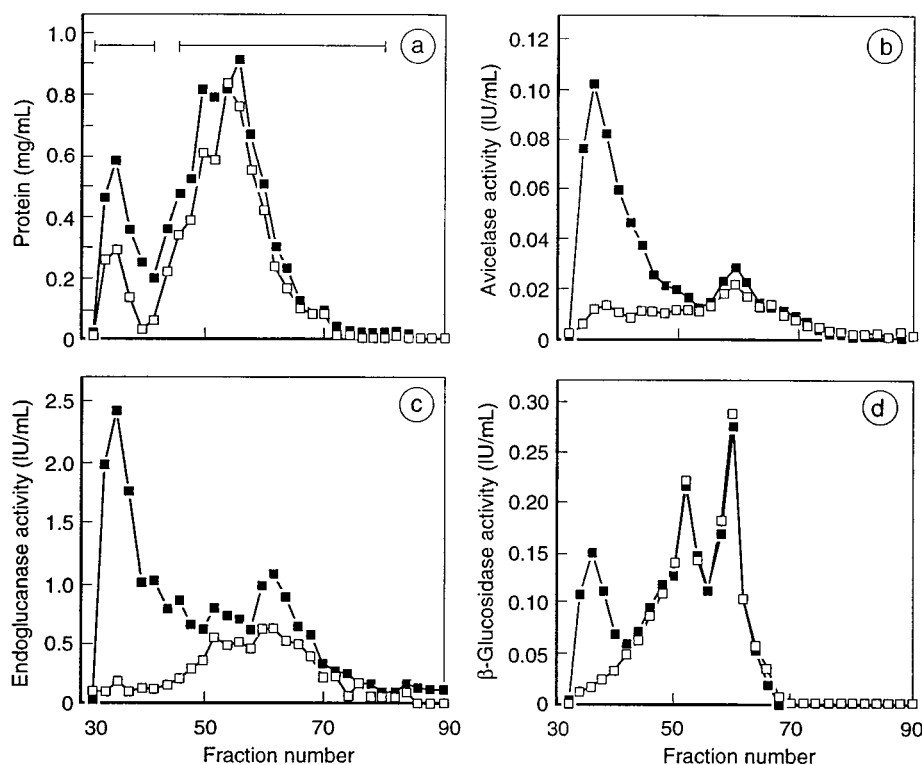 a
Protein (mg/mL)
1.0
0.8
0.6
0.4
0.2
0
b
Avicelase activity (IU/mL)
0.12
0.10
0.08
0.06
0.04
0.02
0
c
Endoglucanase activity (IU/mL)
2.5
2.0
1.5
1.0
0.5
0
30 50 70 90
Fraction number
d
β-Glucosidase activity (IU/mL)
0.30
0.25
0.20
0.15
0.10
0.05
0.00
30 50 70 90
Fraction number